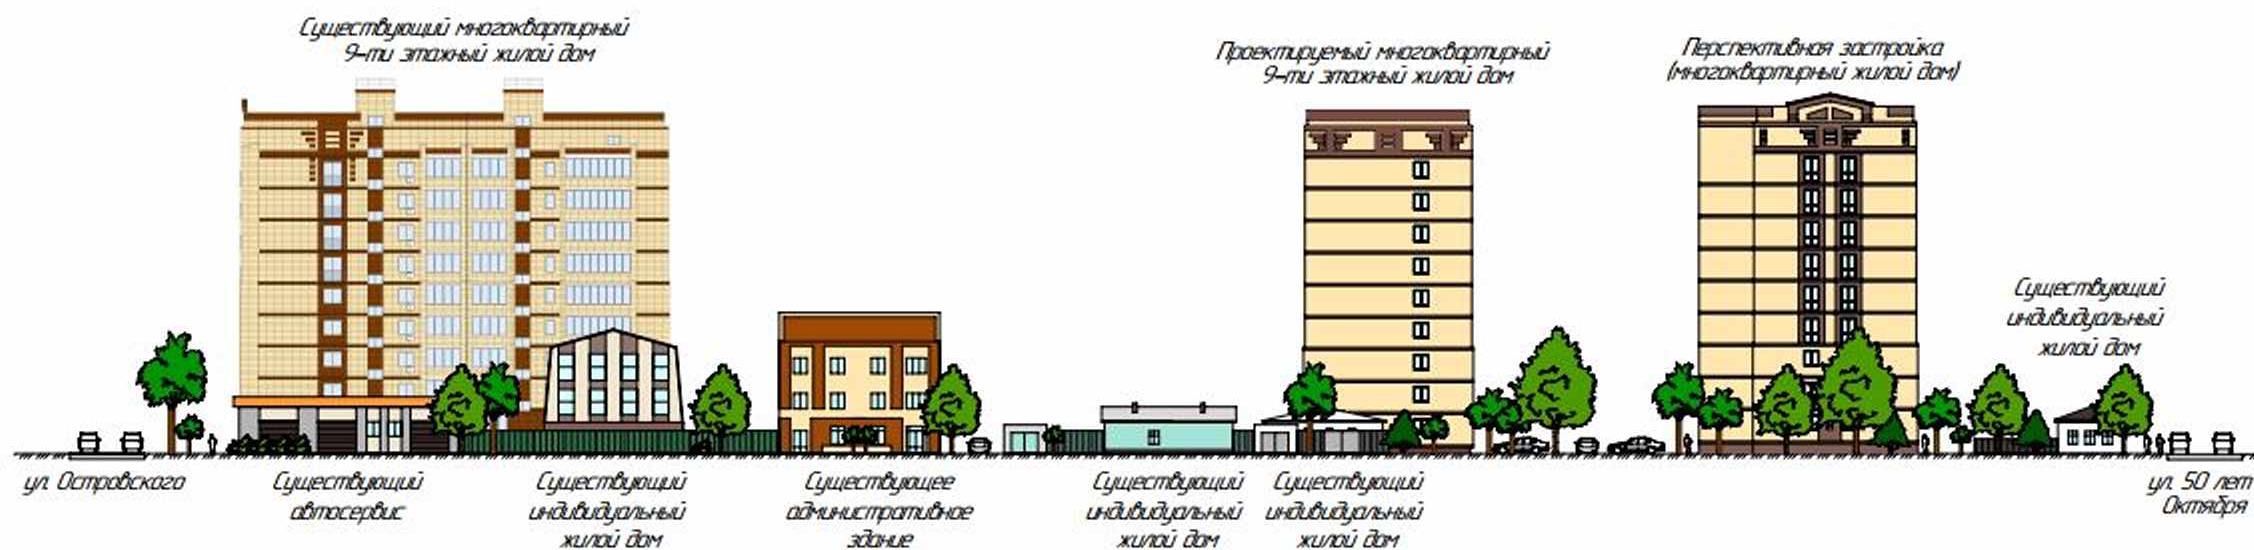 Существующий многоквартирный
9-ти этажный жилой дом
Проектируемый многоквартирный
9-ти этажный жилой дом
Перспективная застройка
(многоквартирный жилой дом)
Существующий
индивидуальный
жилой дом
ул. Островского
Существующий
автосервис
Существующий
индивидуальный
жилой дом
Существующее
административное
здание
Существующий
индивидуальный
жилой дом
Существующий
индивидуальный
жилой дом
ул. 50 лет
Октября